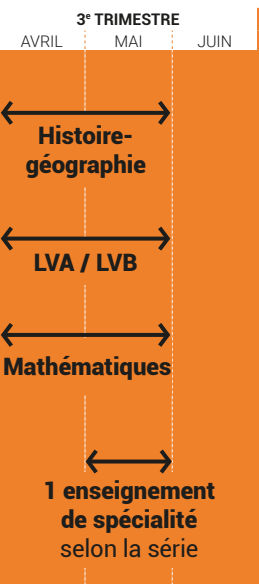 3e TRIMESTRE
AVRIL MAI JUIN
Histoire-
géographie
LVA / LVB
Mathématiques
1 enseignement
de spécialité
selon la série